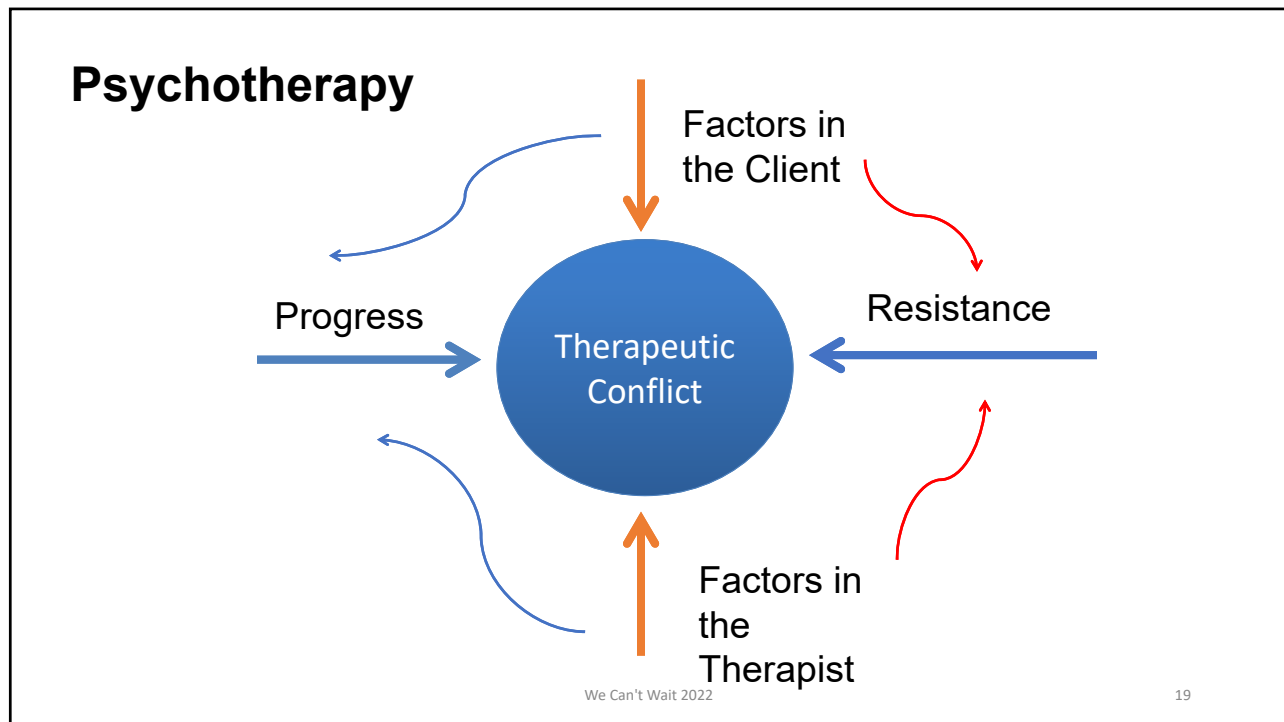 Psychotherapy
Factors in
the Client
Progress
Resistance
Therapeutic
Conflict
Factors in
the
Therapist
We Can't Wait 2022
19